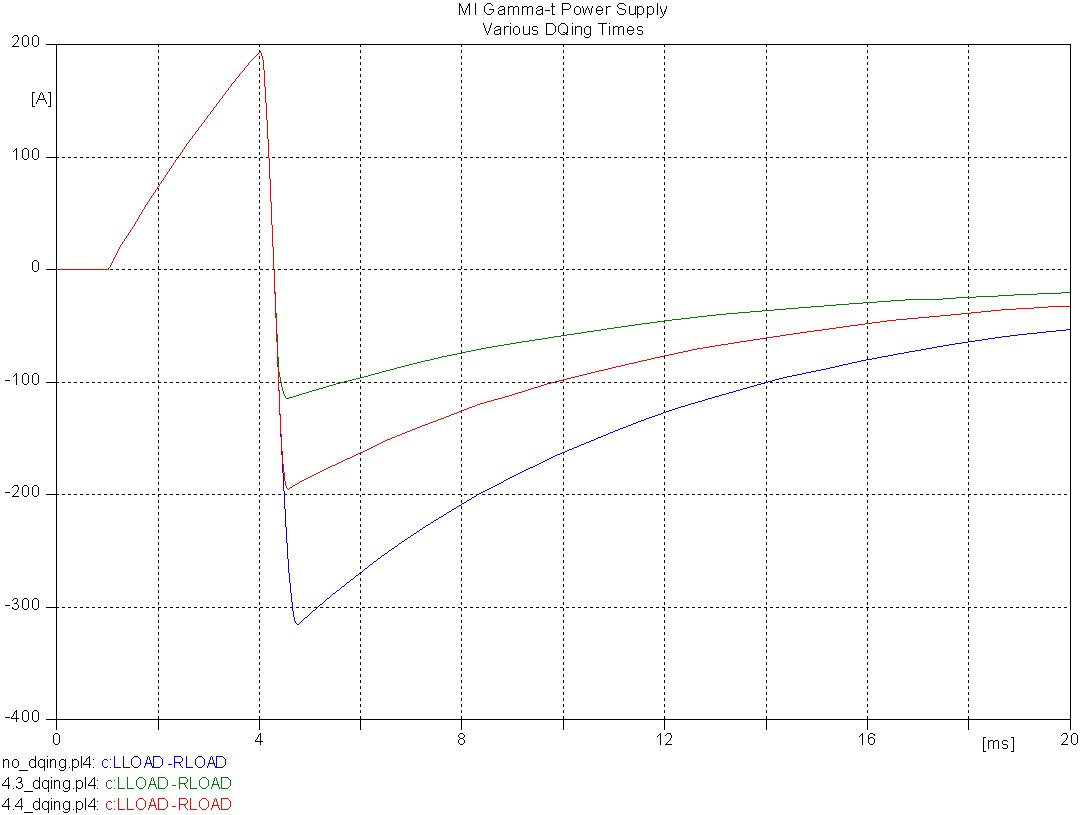 MI Gamma-t Power Supply
Various DQing Times
200
[A]
100
0
-100
-200
-300
-400
0 4 8 12 16 [ms] 20
no_dqing.pl4: c:LLOAD -RLOAD
4.3_dqing.pl4: c:LLOAD -RLOAD
4.4_dqing.pl4: c:LLOAD -RLOAD